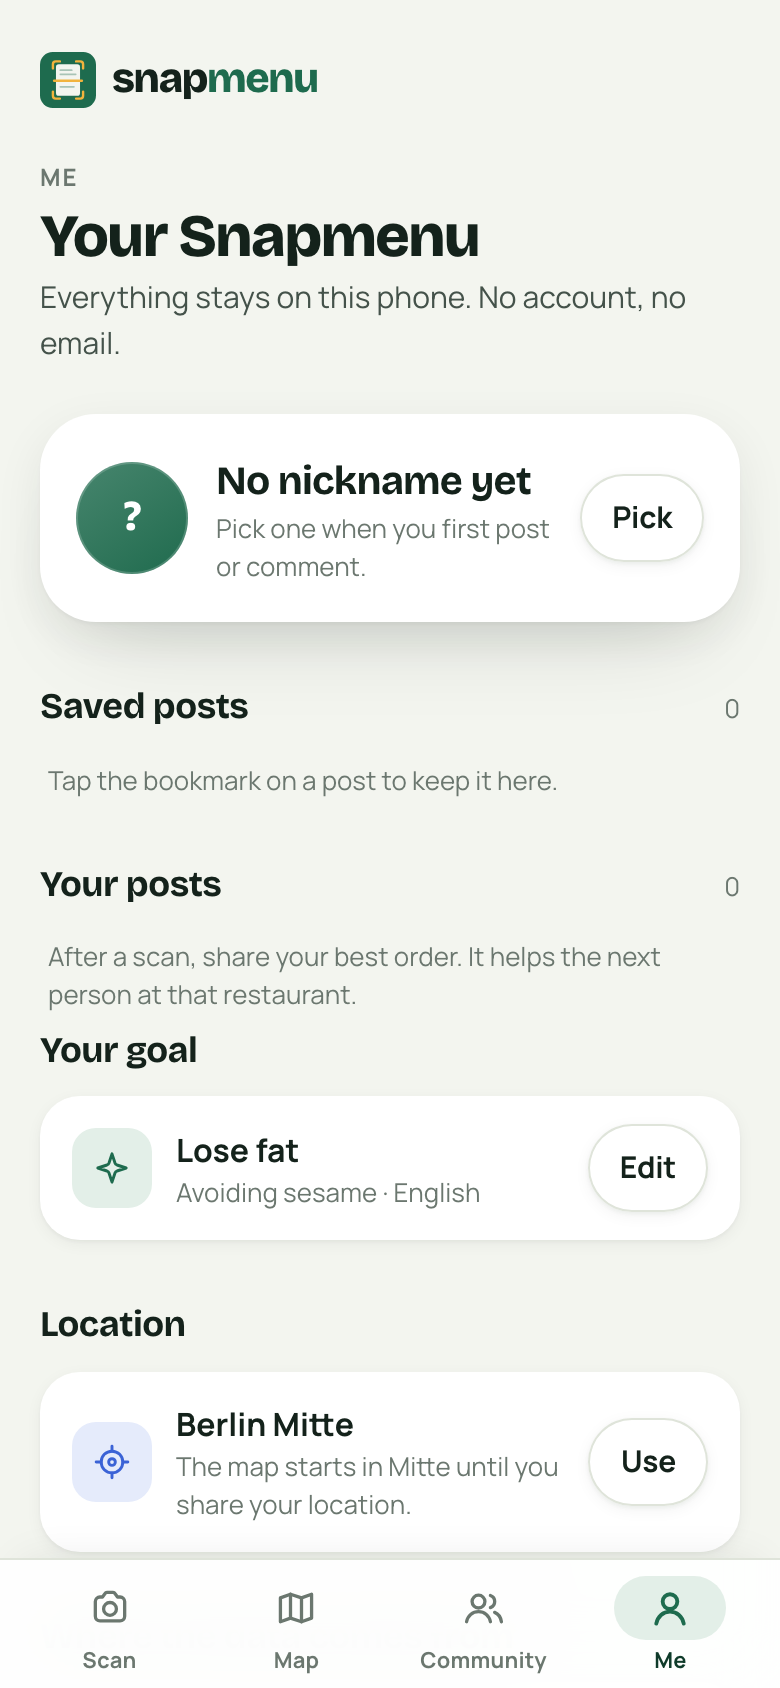 snapmenu
ME
Your Snapmenu
Everything stays on this phone. No account, no
email.
?
No nickname yet
Pick one when you first post
or comment.
Pick
Saved posts
0
Tap the bookmark on a post to keep it here.
Your posts
0
After a scan, share your best order. It helps the next
person at that restaurant.
Your goal
Lose fat
Avoiding sesame · English
Edit
Location
Berlin Mitte
The map starts in Mitte until you
share your location.
Use
Scan
Map
Community
Me